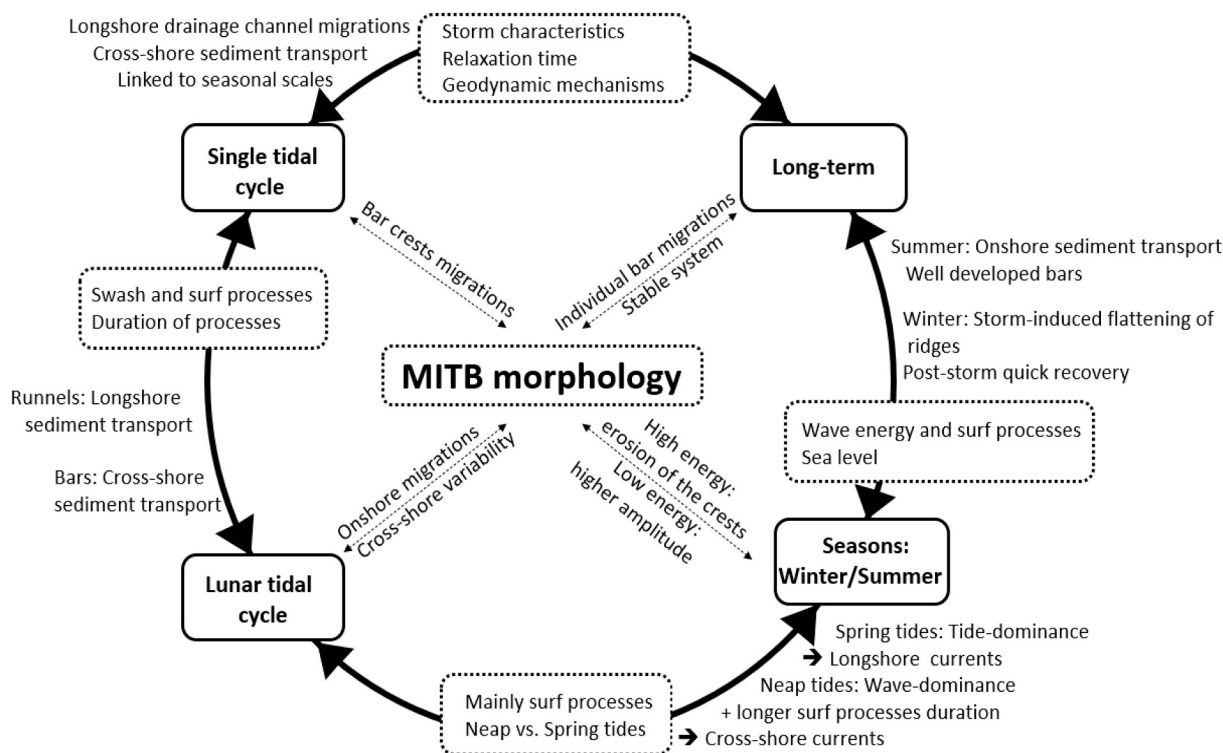 Longshore drainage channel migrations
Cross-shore sediment transport
Linked to seasonal scales
Storm characteristics
Relaxation time
Geodynamic mechanisms
Single tidal
cycle
Long-term
Bar crests migrations
Individual bar migrations
Stable system
Summer: Onshore sediment transport
Well developed bars
Winter: Storm-induced flattening of
ridges
Post-storm quick recovery
Swash and surf processes
Duration of processes
MITB morphology
Runnels: Longshore
sediment transport
Bars: Cross-shore
sediment transport
Wave energy and surf processes
Sea level
Onshore migrations
Cross-shore variability
High energy:
erosion of the crests
Low energy:
higher amplitude
Lunar tidal
cycle
Seasons:
Winter/Summer
Mainly surf processes
Neap vs. Spring tides
Spring tides: Tide-dominance
➔ Longshore currents
Neap tides: Wave-dominance
+ longer surf processes duration
➔ Cross-shore currents